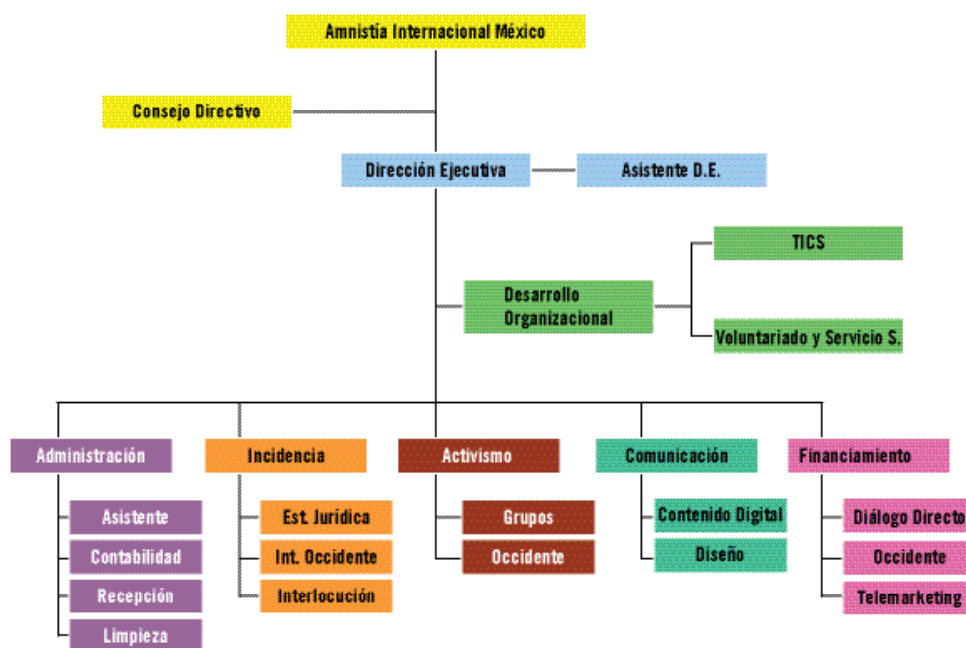 Amnistía Internacional México
Consejo Directivo
Dirección Ejecutiva
Asistente D.E.
TICS
Desarrollo
Organizacional
Voluntariado y Servicio S.
Administración
Incidencia
Activismo
Comunicación
Financiamiento
Asistente
Est. Jurídica
Grupos
Contenido Digital
Diálogo Directo
Contabilidad
Int. Occidente
Occidente
Diseño
Occidente
Recepción
Interlocución
Telemarketing
Limpieza